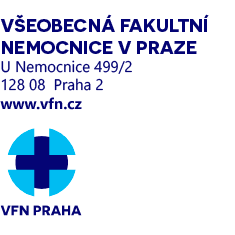 VŠEOBECNÁ FAKULTNÍ
NEMOCNICE V PRAZE
U Nemocnice 499/2
128 08  Praha 2
www.vfn.cz
VFN PRAHA